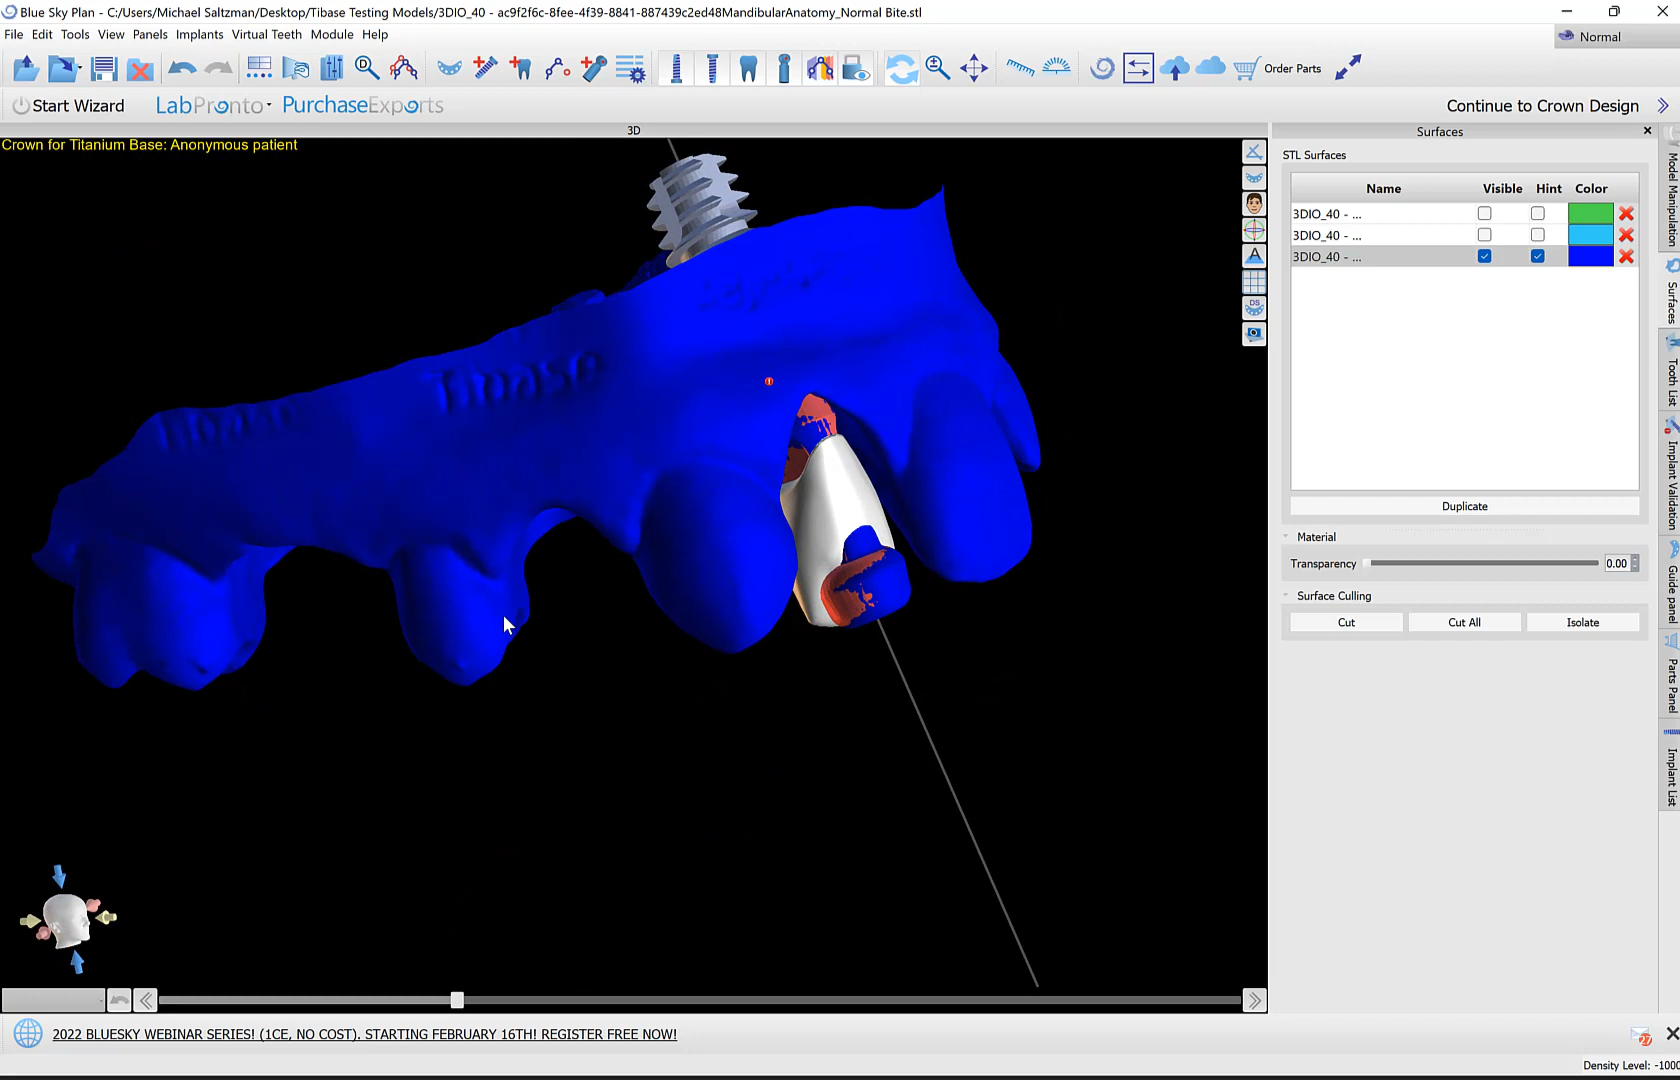 Blue Sky Plan - C:/Users/Michael Saltzman/Desktop/Tibase Testing Models/3DIO_40 - ac9f2f6c-8fee-4f39-8841-887439c2ed48MandibularAnatomy_Normal Bite.stl
File Edit Tools View Panels Implants Virtual Teeth Module Help
Normal
Order Parts
Start Wizard LabPronto PurchaseExports
Continue to Crown Design
3D
Surfaces
Crown for Titanium Base: Anonymous patient
STL Surfaces
Name Visible Hint Color
3DIO_40 - ...
3DIO_40 - ...
3DIO_40 - ...
Duplicate
Material
Transparency 0.00
Surface Culling
Cut Cut All Isolate
Model Manipulation
Surfaces
Tooth List
Implant Validation
Guide panel
Parts Panel
Implant List
DS
Tibase
2022 BLUESKY WEBINAR SERIES! (1CE, NO COST). STARTING FEBRUARY 16TH! REGISTER FREE NOW!
27
Density Level: -1000